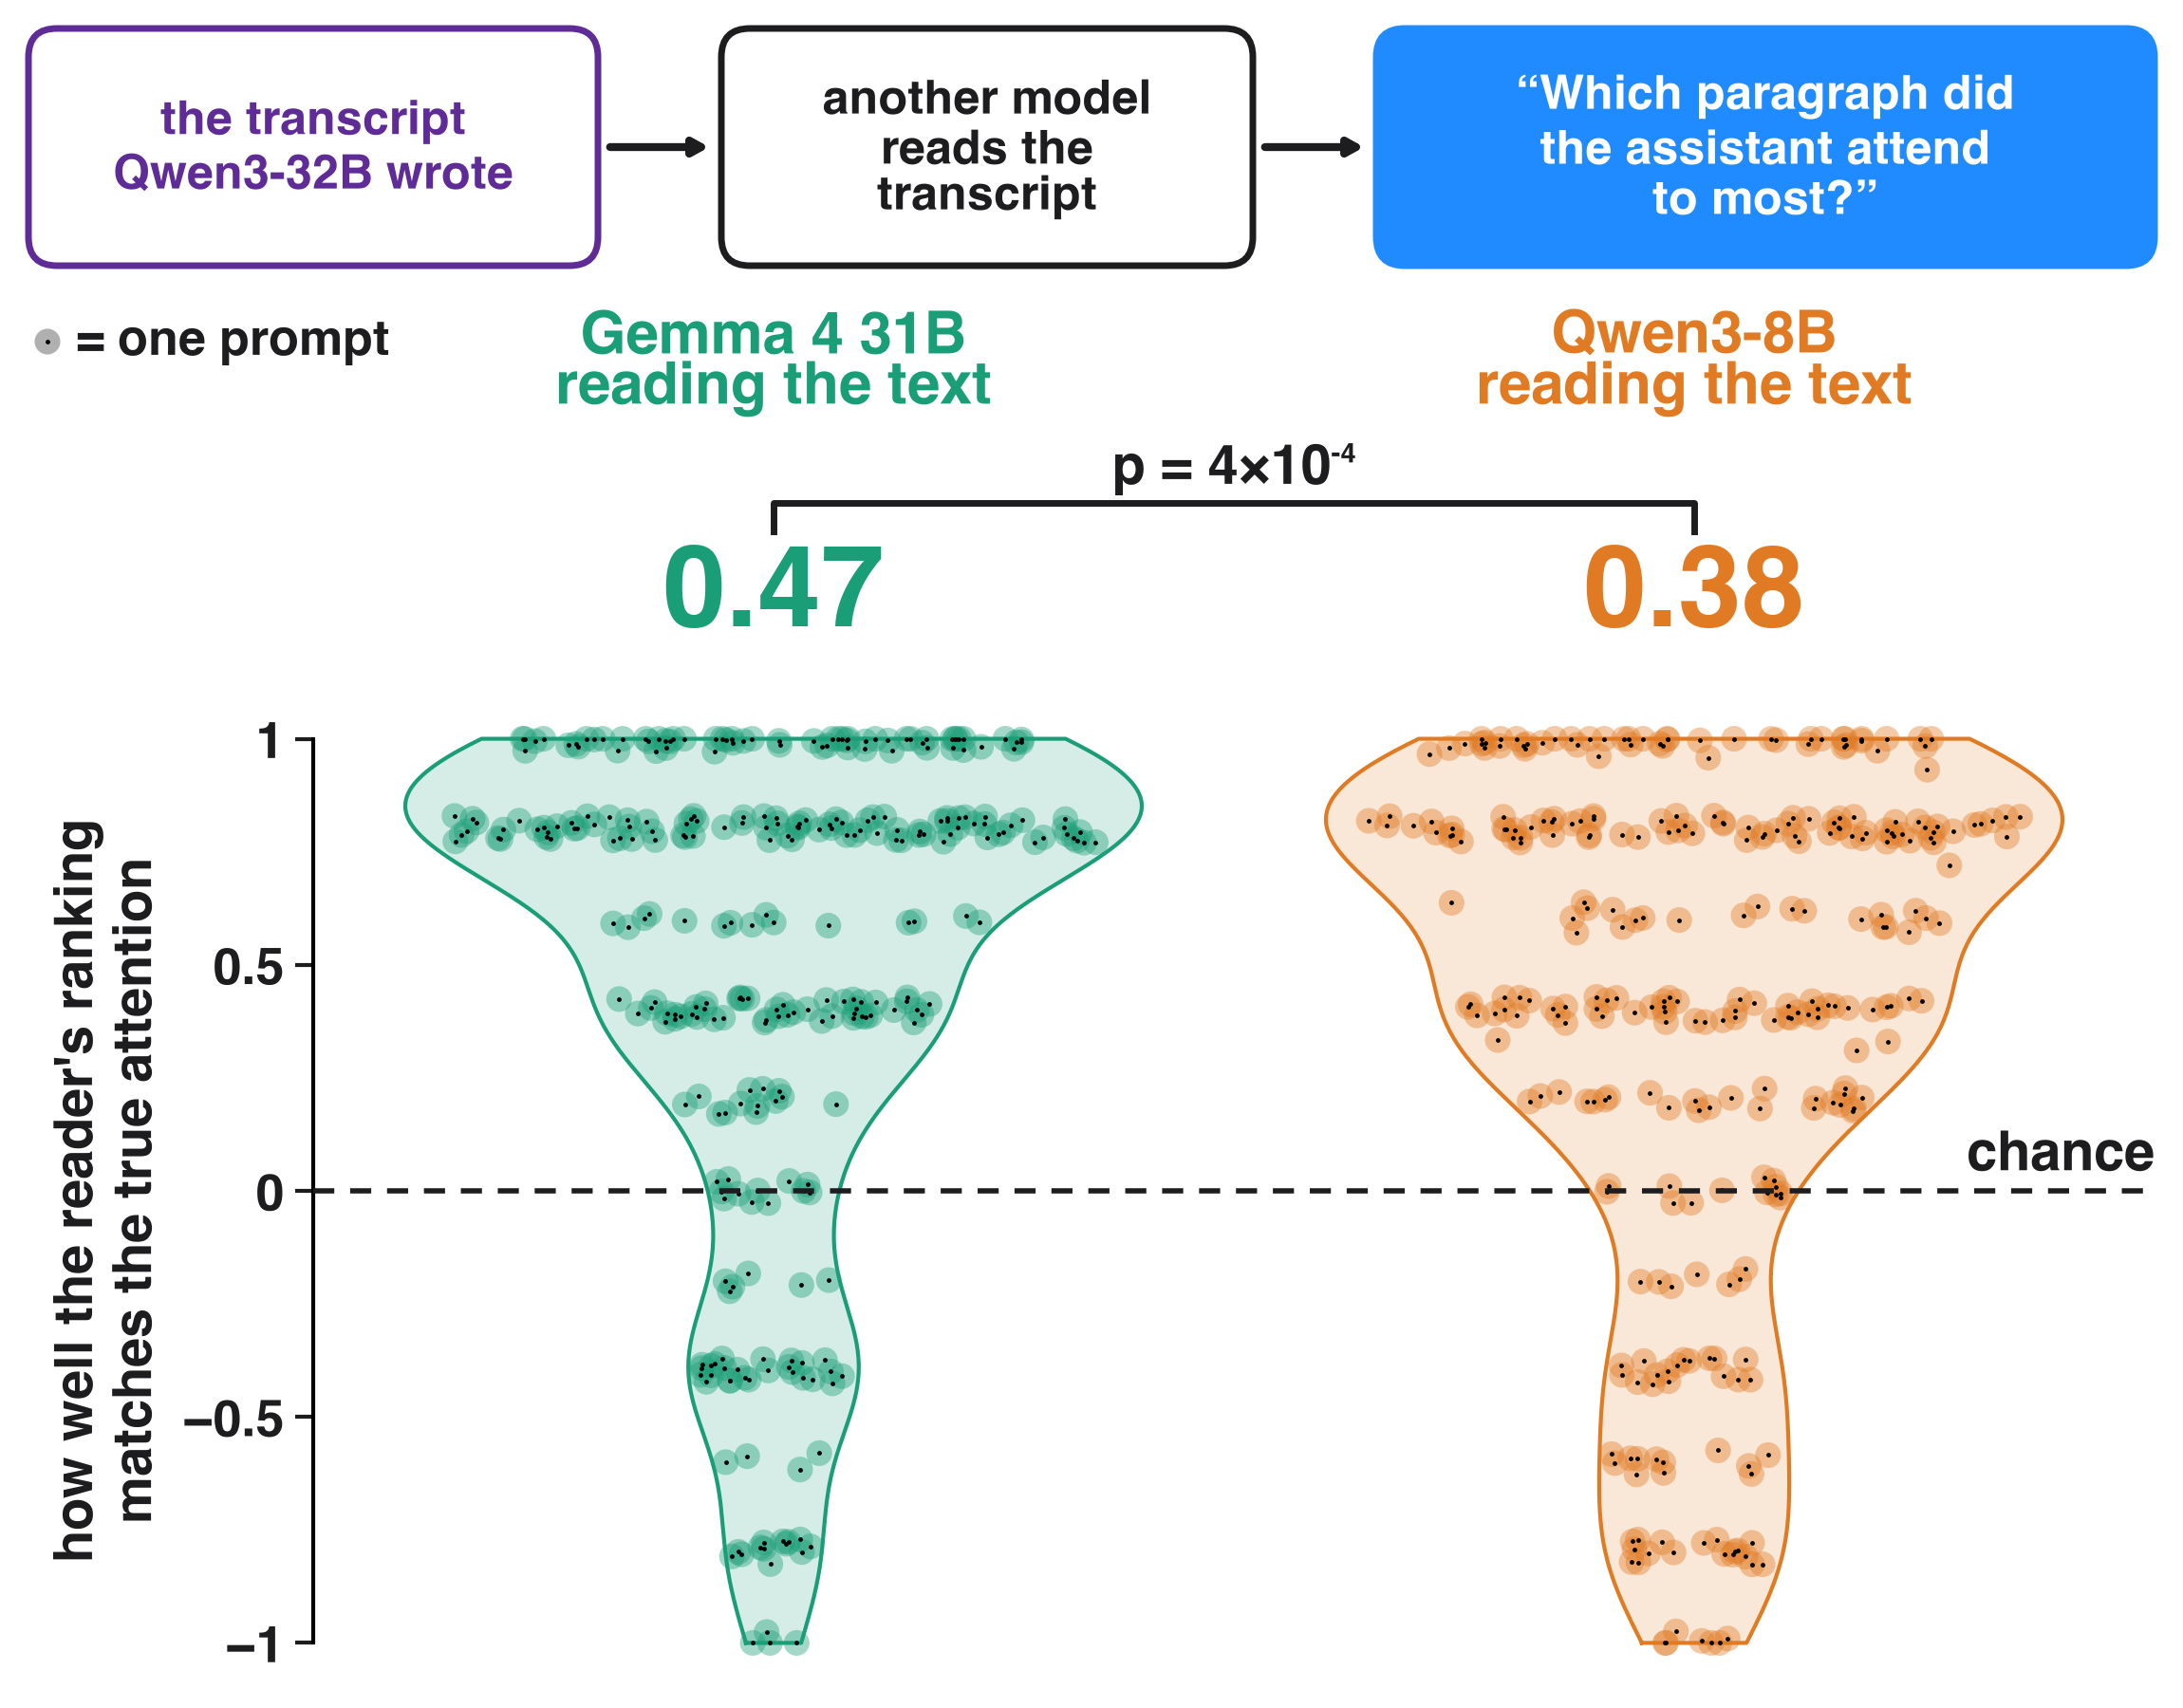 the transcript
Qwen3-32B wrote
another model
reads the
transcript
“Which paragraph did
the assistant attend
to most?”
= one prompt
Gemma 4 31B
reading the text
Qwen3-8B
reading the text
p = 4×10⁻⁴
0.47
0.38
how well the reader's ranking
matches the true attention
1
0.5
0
−0.5
−1
chance